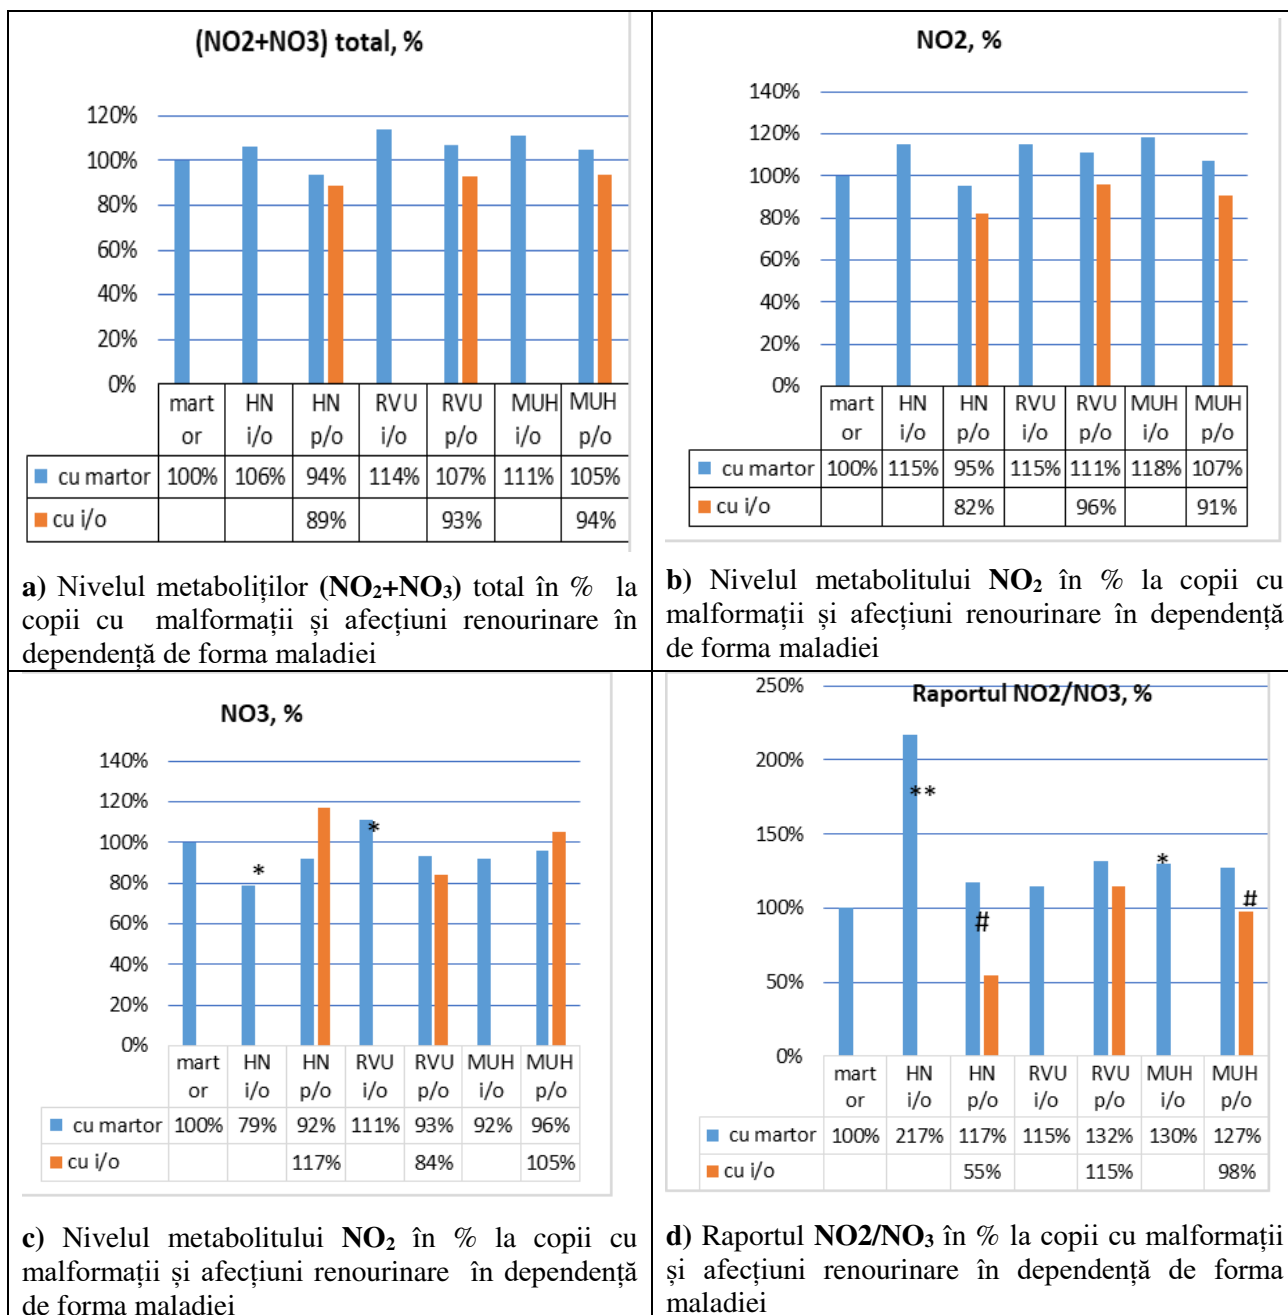 (NO2+NO3) total, %
120%
100%
80%
60%
40%
20%
0%
mart or HN i/o HN p/o RVU i/o RVU p/o MUH i/o MUH p/o
cu martor 100% 106% 94% 114% 107% 111% 105%
cu i/o 89% 93% 94%
a) Nivelul metaboliților (NO₂+NO₃) total în % la
copii cu malformații și afecțiuni renourinare în
dependență de forma maladiei
NO2, %
140%
120%
100%
80%
60%
40%
20%
0%
mart or HN i/o HN p/o RVU i/o RVU p/o MUH i/o MUH p/o
cu martor 100% 115% 95% 115% 111% 118% 107%
cu i/o 82% 96% 91%
b) Nivelul metabolitului NO₂ în % la copii cu
malformații și afecțiuni renourinare în dependență
de forma maladiei
NO3, %
140%
120%
100%
80%
60%
40%
20%
0%
*
*
mart or HN i/o HN p/o RVU i/o RVU p/o MUH i/o MUH p/o
cu martor 100% 79% 92% 111% 93% 92% 96%
cu i/o 117% 84% 105%
c) Nivelul metabolitului NO₂ în % la copii cu
malformații și afecțiuni renourinare în dependență
de forma maladiei
Raportul NO2/NO3, %
250%
200%
150%
100%
50%
0%
**
#
*
#
mart or HN i/o HN p/o RVU i/o RVU p/o MUH i/o MUH p/o
cu martor 100% 217% 117% 115% 132% 130% 127%
cu i/o 55% 115% 98%
d) Raportul NO2/NO₃ în % la copii cu malformații
și afecțiuni renourinare în dependență de forma
maladiei